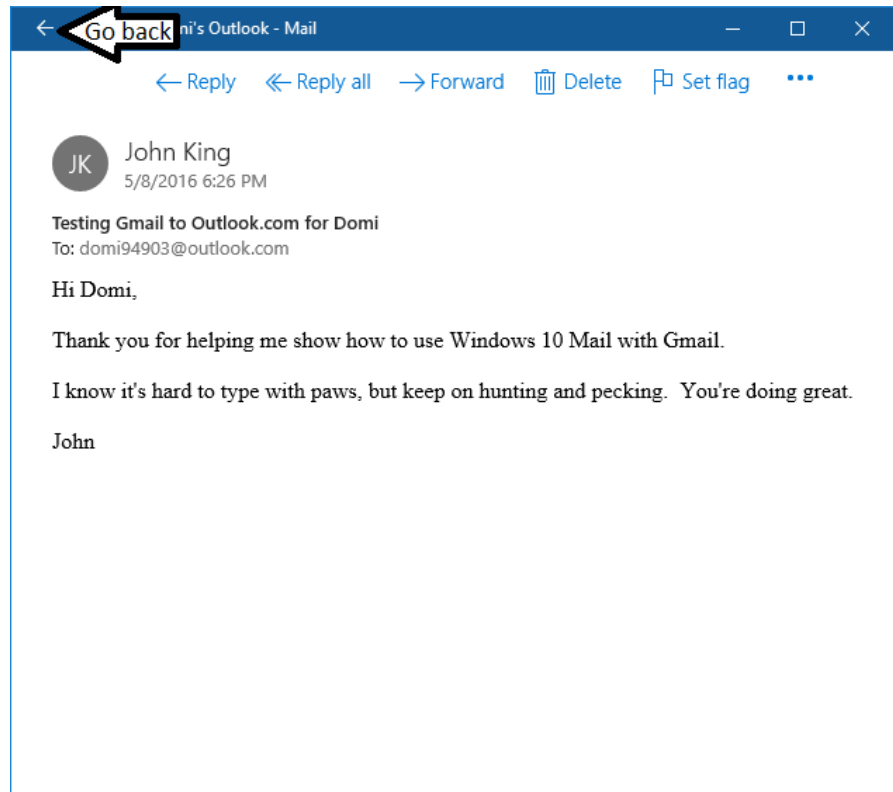 Go back ni's Outlook - Mail
Reply Reply all Forward Delete Set flag
JK
John King
5/8/2016 6:26 PM
Testing Gmail to Outlook.com for Domi
To: domi94903@outlook.com
Hi Domi,
Thank you for helping me show how to use Windows 10 Mail with Gmail.
I know it's hard to type with paws, but keep on hunting and pecking.  You're doing great.
John